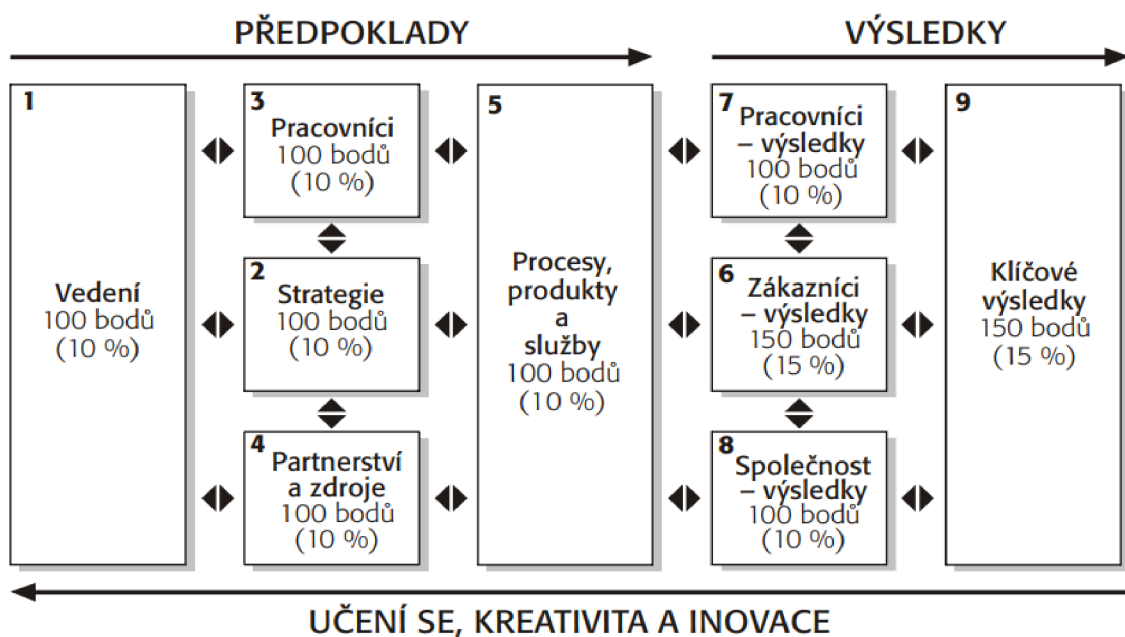 PŘEDPOKLADY
VÝSLEDKY
1
Vedení
100 bodů
(10 %)
3
Pracovníci
100 bodů
(10 %)
2
Strategie
100 bodů
(10 %)
4
Partnerství
a zdroje
100 bodů
(10 %)
5
Procesy,
produkty
a
služby
100 bodů
(10 %)
7
Pracovníci
– výsledky
100 bodů
(10 %)
6
Zákazníci
– výsledky
150 bodů
(15 %)
8
Společnost
– výsledky
100 bodů
(10 %)
9
Klíčové
výsledky
150 bodů
(15 %)
UČENÍ SE, KREATIVITA A INOVACE